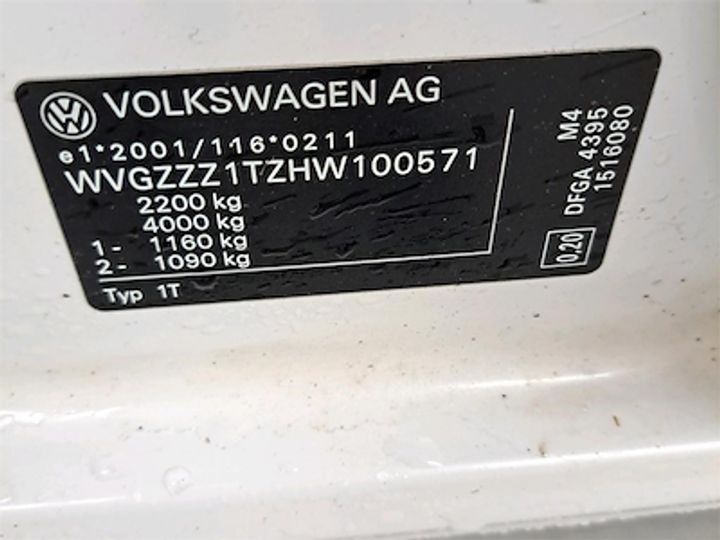 VOLKSWAGEN AG
e1*2001/116*0211
WVGZZZ1TZHW100571
2200 kg
4000 kg
1- 1160 kg
2- 1090 kg
Typ 1T
M4
DFGA 4395
1516080
0,20